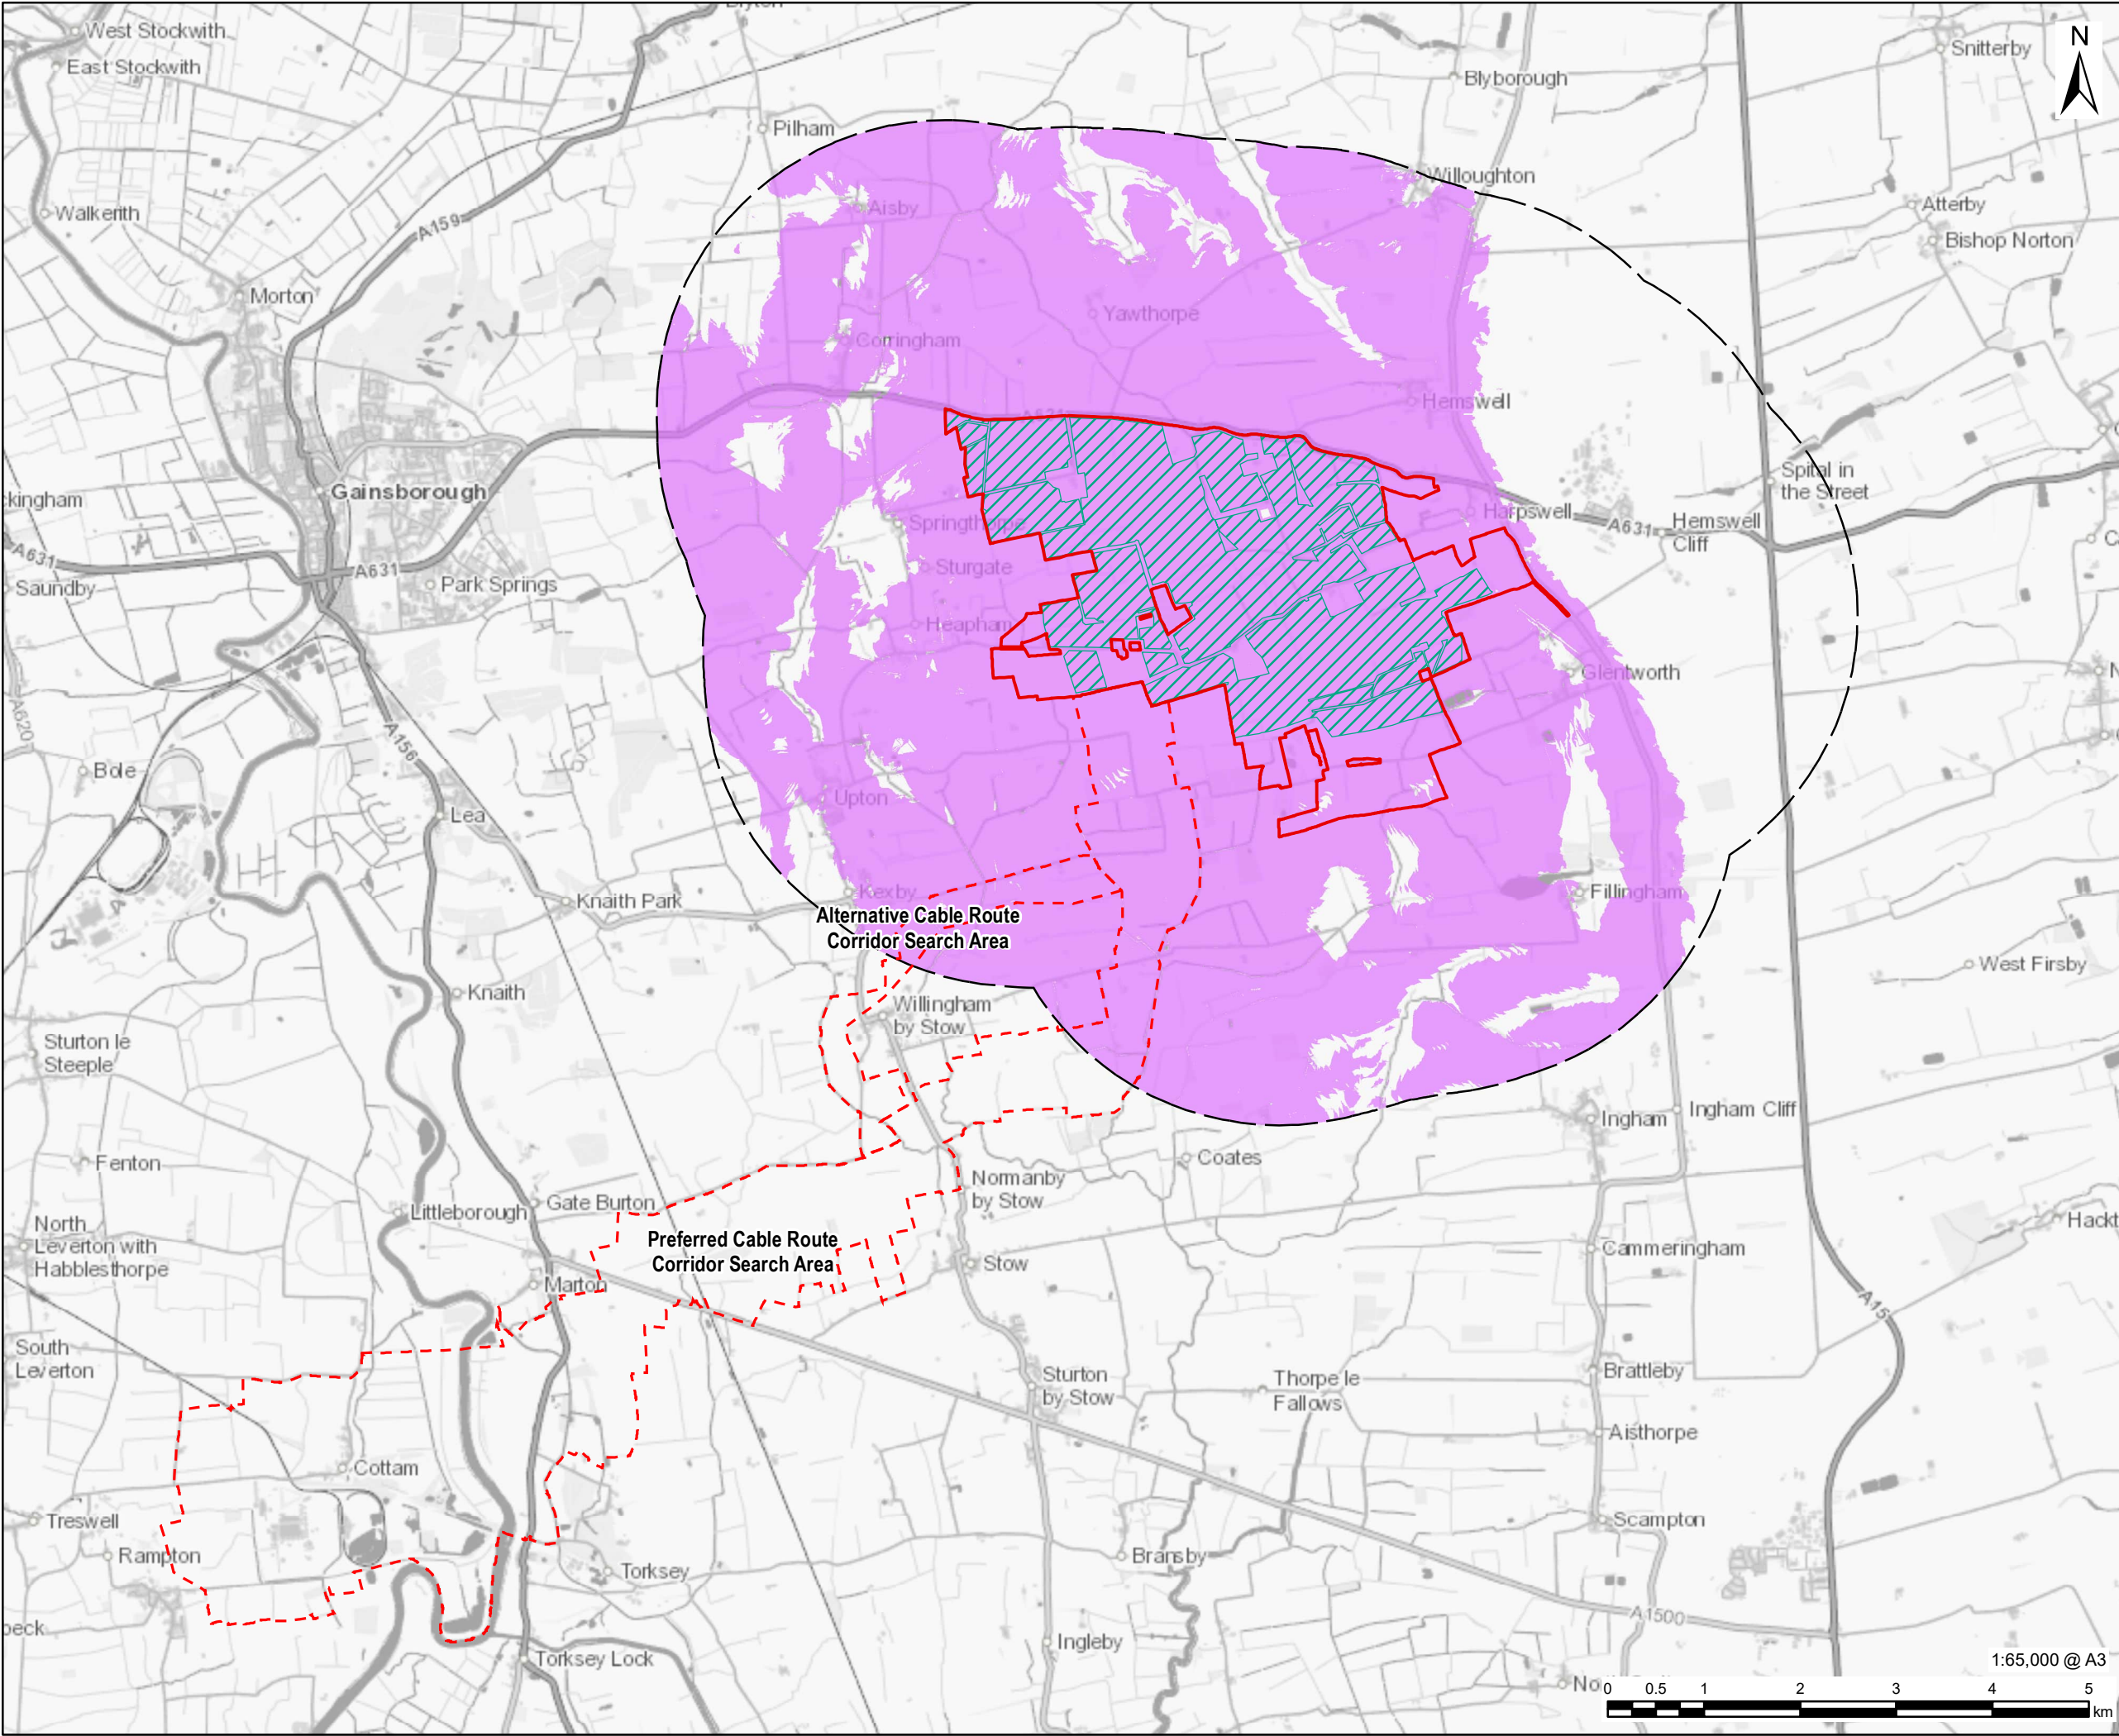 West Stockwith
East Stockwith
Snitterby
N
Blyborough
Pilham
Willoughton
Walkerith
Aisby
Atterby
A159
Bishop Norton
Morton
Yawthorpe
Corringham
Hemswell
Gainsborough
Spital in
the Street
Springthorpe
Harpswell
A631
Hemswell
Cliff
A631
A631
Sturgate
Saundby
Park Springs
Heapham
Glentworth
A620
A156
Bole
Upton
Lea
Kexby
Knaith Park
Fillingham
Alternative Cable Route
Corridor Search Area
West Firsby
Knaith
Willingham
by Stow
Sturton le
Steeple
Ingham
Ingham Cliff
Coates
Fenton
Normanby
by Stow
Gate Burton
Littleborough
North
Leverton with
Habblesthorpe
Preferred Cable Route
Corridor Search Area
Cammeringham
Stow
Marton
A15
South
Leverton
Sturton
by Stow
Thorpe le
Fallows
Brattleby
Aisthorpe
Cottam
Treswell
Scampton
Rampton
Bransby
Torksey
A1500
Ingleby
Torksey Lock
1:65,000 @ A3
0 0.5 1 2 3 4 5
km